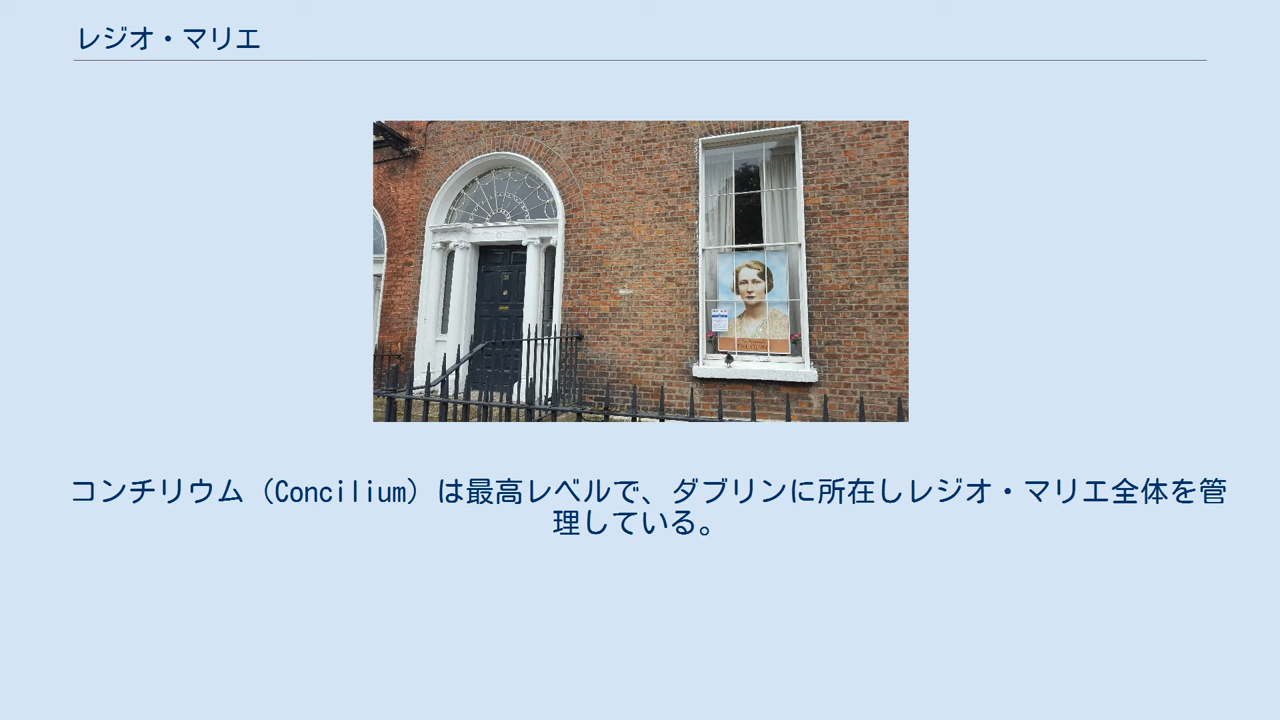 レジオ・マリエ
コンチリウム（Concilium）は最高レベルで、ダブリンに所在しレジオ・マリエ全体を管
理している。